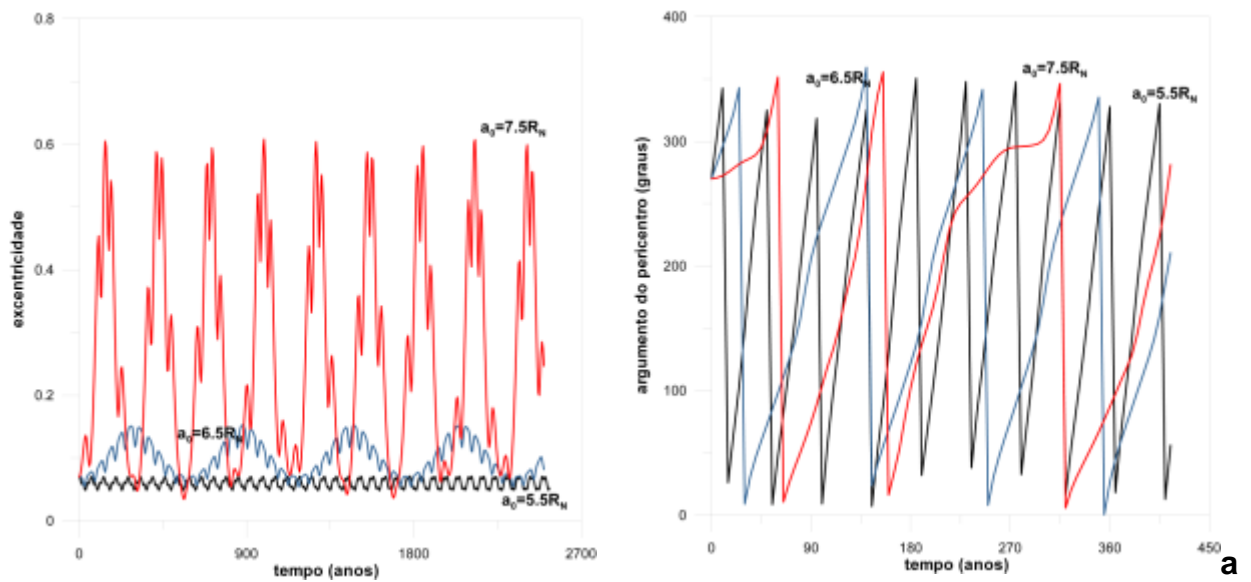 0.8
0.6
0.4
0.2
0
excentricidade
a₀=7.5R_N
a₀=6.5R_N
a₀=5.5R_N
0 900 1800 2700
tempo (anos)
400
300
200
100
0
argumento do pericentro (graus)
a₀=6.5R_N
a₀=7.5R_N
a₀=5.5R_N
0 90 180 270 360 450
tempo (anos)
a